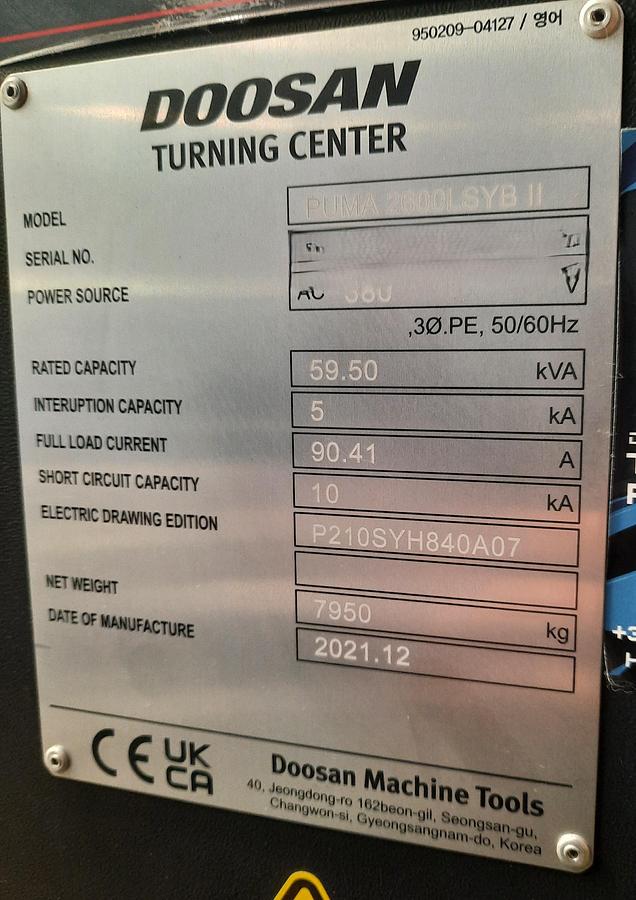 950209-04127 / 영어
DOOSAN
TURNING CENTER
MODEL PUMA 2600LSYB II
SERIAL NO.
POWER SOURCE AC 380 V
,3Ø.PE, 50/60Hz
RATED CAPACITY 59.50 kVA
INTERUPTION CAPACITY 5 kA
FULL LOAD CURRENT 90.41 A
SHORT CIRCUIT CAPACITY 10 kA
ELECTRIC DRAWING EDITION P210SYH840A07
NET WEIGHT 7950 kg
DATE OF MANUFACTURE 2021.12
CE UK
CA
Doosan Machine Tools
40, Jeongdong-ro 162beon-gil, Seongsan-gu,
Changwon-si, Gyeongsangnam-do, Korea